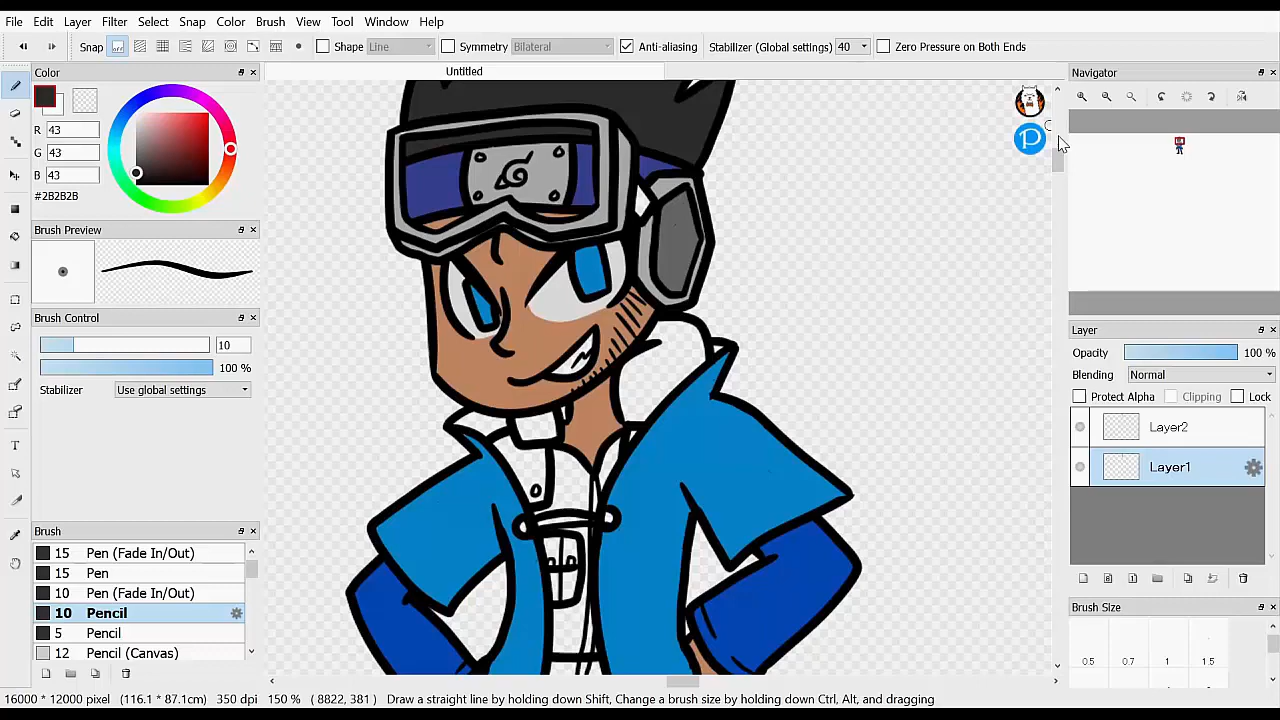 File Edit Layer Filter Select Snap Color Brush View Tool Window Help
Snap Shape Line Symmetry Bilateral Anti-aliasing Stabilizer (Global settings) 40 Zero Pressure on Both Ends
Color
Untitled
Navigator
R 43
G 43
B 43
#2B2B2B
Brush Preview
Brush Control
10
100 %
Stabilizer Use global settings
Layer
Opacity 100 %
Blending Normal
Protect Alpha Clipping Lock
Layer2
Layer1
Brush
15 Pen (Fade In/Out)
15 Pen
10 Pen (Fade In/Out)
10 Pencil
5 Pencil
12 Pencil (Canvas)
Brush Size
0.5 0.7 1 1.5
16000 * 12000 pixel (116.1 * 87.1cm) 350 dpi 150 % ( 8822, 381 ) Draw a straight line by holding down Shift, Change a brush size by holding down Ctrl, Alt, and dragging